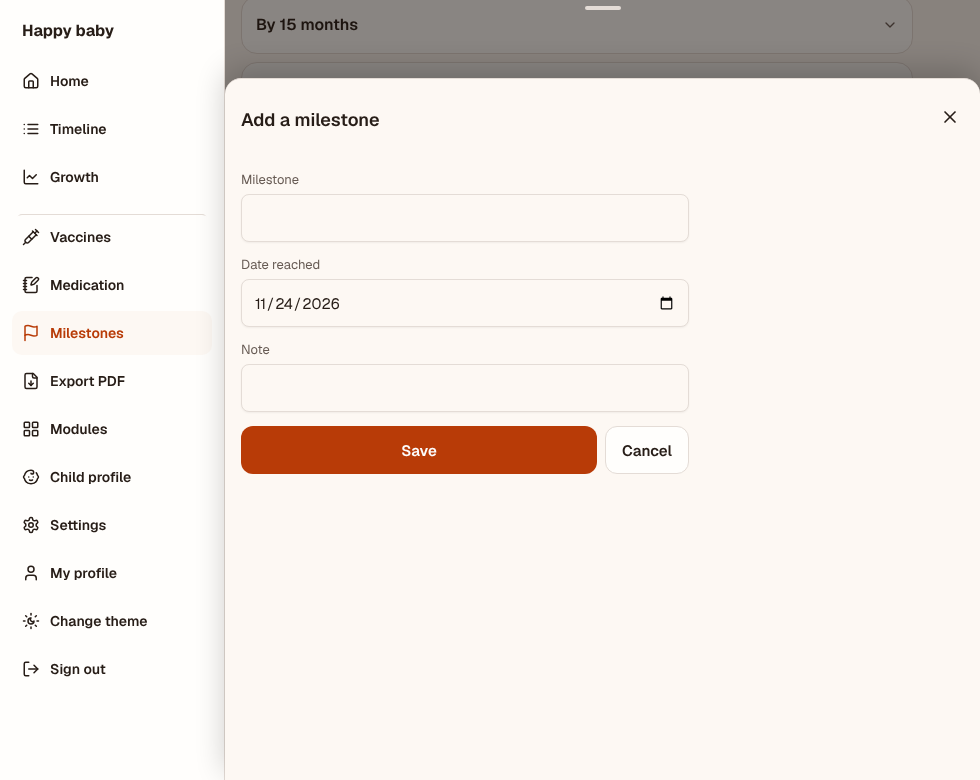 Happy baby
Home
Timeline
Growth
Vaccines
Medication
Milestones
Export PDF
Modules
Child profile
Settings
My profile
Change theme
Sign out
By 15 months
Add a milestone
Milestone
Date reached
11/24/2026
Note
Save
Cancel